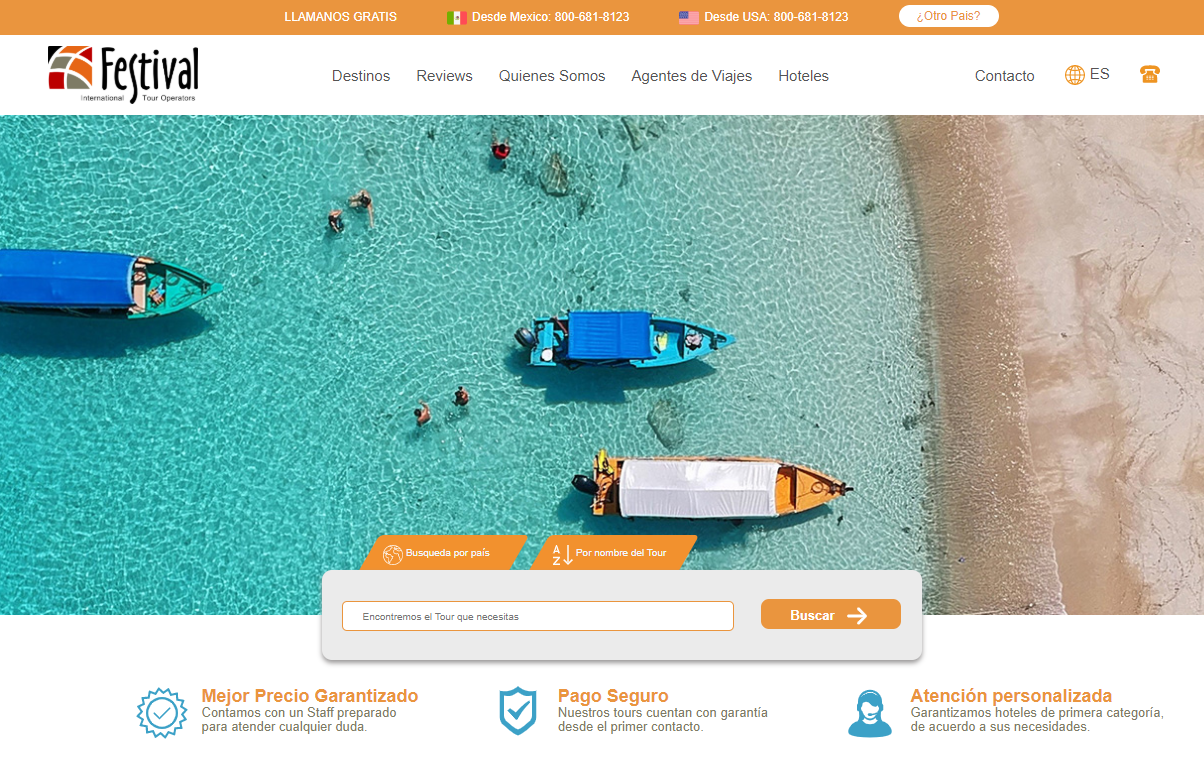 LLAMANOS GRATIS
Desde Mexico: 800-681-8123
Desde USA: 800-681-8123
¿Otro Pais?
Festival
International Tour Operators
Destinos
Reviews
Quienes Somos
Agentes de Viajes
Hoteles
Contacto
ES
Busqueda por país
AZ
Por nombre del Tour
Encontremos el Tour que necesitas
Buscar
Mejor Precio Garantizado
Contamos con un Staff preparado
para atender cualquier duda.
Pago Seguro
Nuestros tours cuentan con garantía
desde el primer contacto.
Atención personalizada
Garantizamos hoteles de primera categoría,
de acuerdo a sus necesidades.